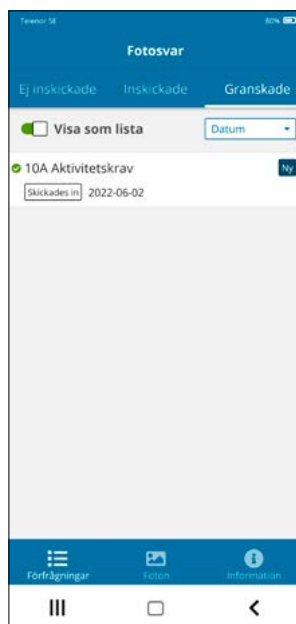 Telenor SE
80%
Fotosvar
Ej inskickade
Inskickade
Granskade
Visa som lista
Datum
10A Aktivitetskrav
Ny
Skickades in 2022-06-02
Förfrågningar
Foton
Information